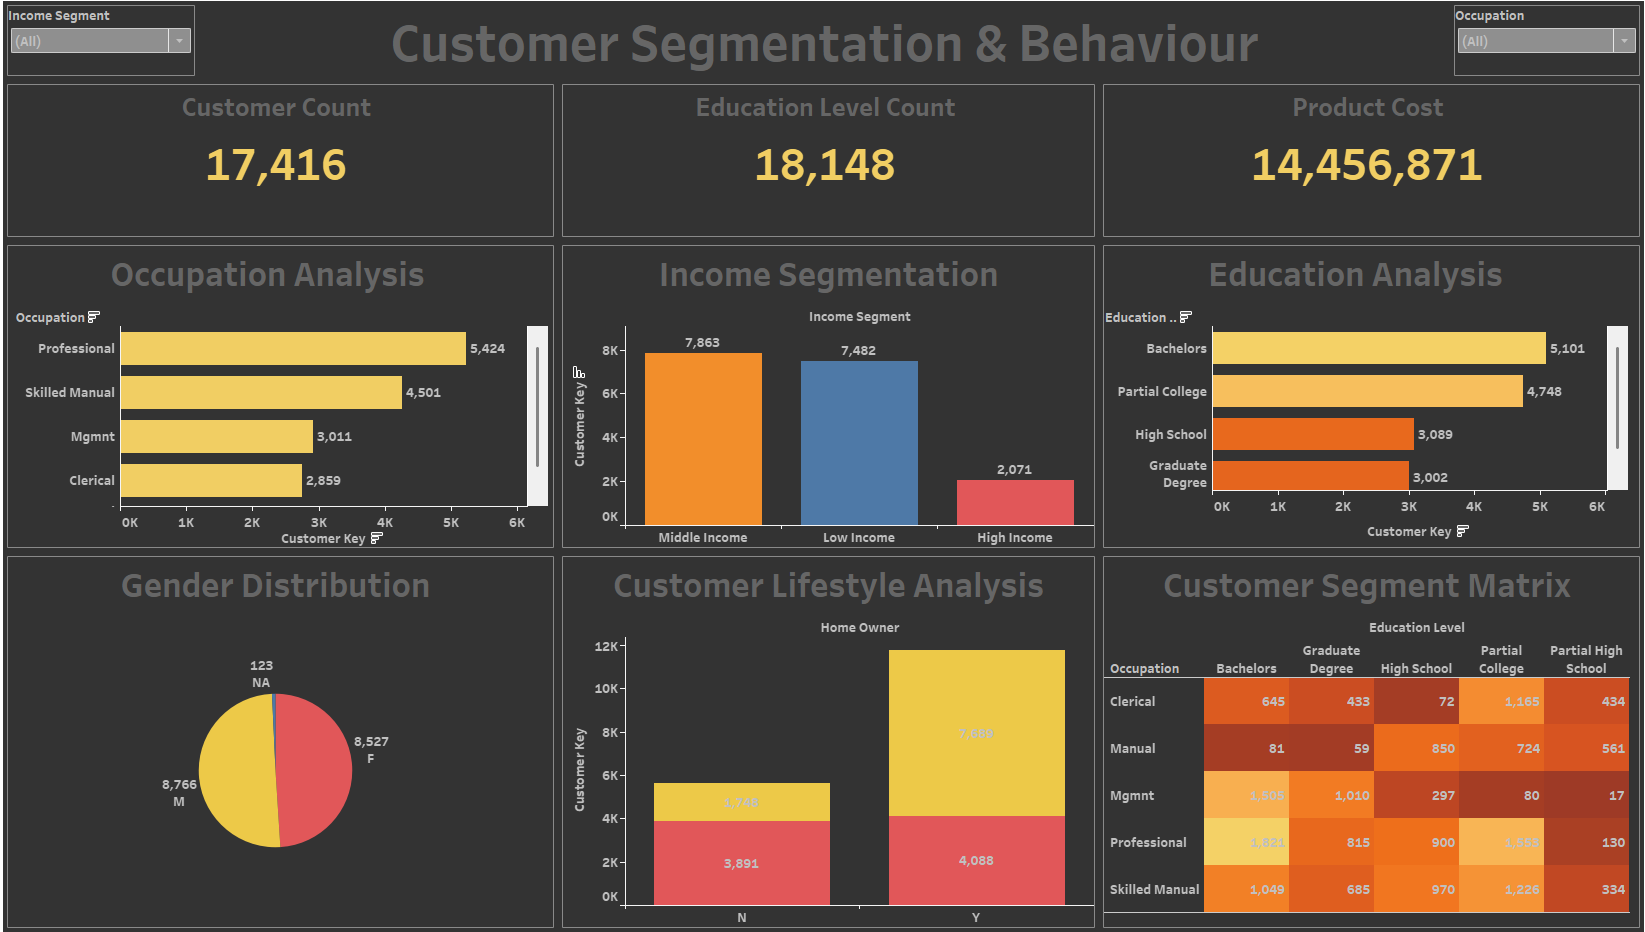 Income Segment
(All)
Customer Segmentation & Behaviour
Occupation
(All)
Customer Count
17,416
Education Level Count
18,148
Product Cost
14,456,871
Occupation Analysis
Occupation
Professional
5,424
Skilled Manual
4,501
Mgmnt
3,011
Clerical
2,859
0K 1K 2K 3K 4K 5K 6K
Customer Key
Income Segmentation
Income Segment
Customer Key
8K
6K
4K
2K
0K
7,863
7,482
2,071
Middle Income
Low Income
High Income
Education Analysis
Education ..
Bachelors
5,101
Partial College
4,748
High School
3,089
Graduate
Degree
3,002
0K 1K 2K 3K 4K 5K 6K
Customer Key
Gender Distribution
123
NA
8,527
F
8,766
M
Customer Lifestyle Analysis
Home Owner
Customer Key
12K
10K
8K
6K
4K
2K
0K
1,748
3,891
4,088
N
Y
Customer Segment Matrix
Education Level
Occupation Bachelors Graduate Degree High School Partial College Partial High School
Clerical 645 433 72 1,165 434
Manual 81 59 850 724 561
Mgmnt 1,010 297 80 17
Professional 1,821 815 900 130
Skilled Manual 1,049 685 970 1,226 334